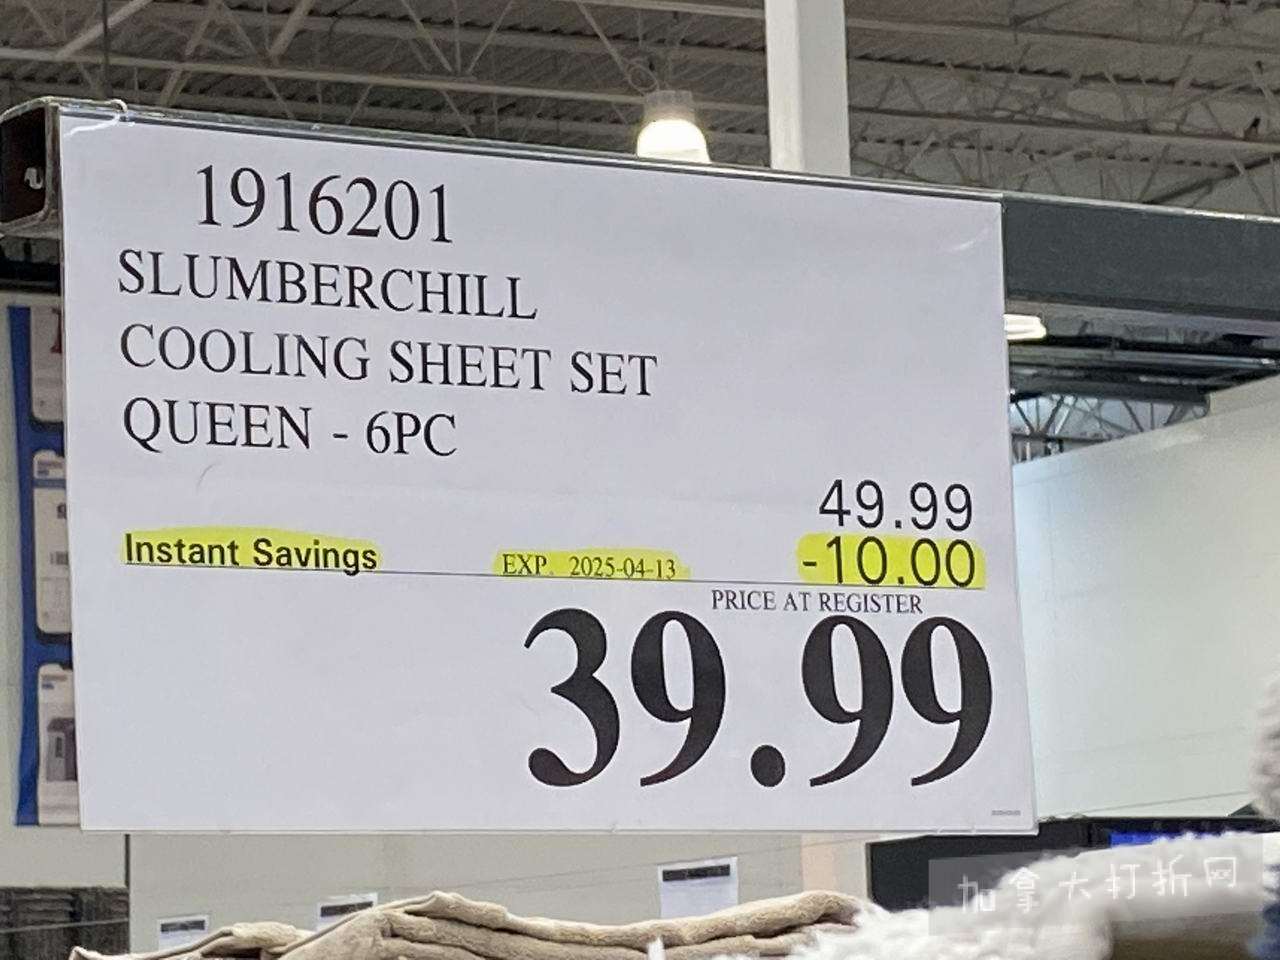 1916201
SLUMBERCHILL
COOLING SHEET SET
QUEEN - 6PC
49.99
Instant Savings EXP. 2025-04-13 -10.00
PRICE AT REGISTER
39.99
加拿大打折网